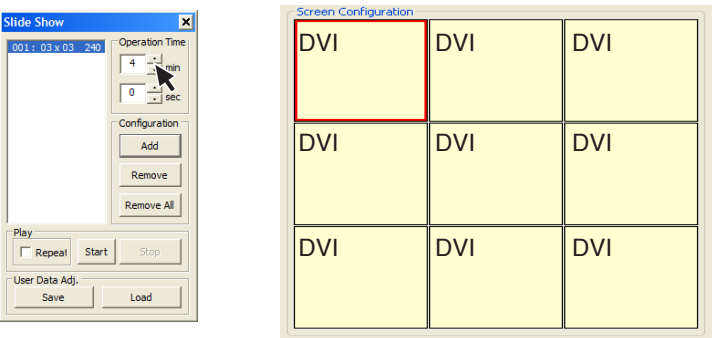 Slide Show
001 : 03 x 03 240
Operation Time
4 min
0 sec
Configuration
Add
Remove
Remove All
Play
Repeat Start Stop
User Data Adj.
Save Load
Screen Configuration
DVI DVI DVI
DVI DVI DVI
DVI DVI DVI